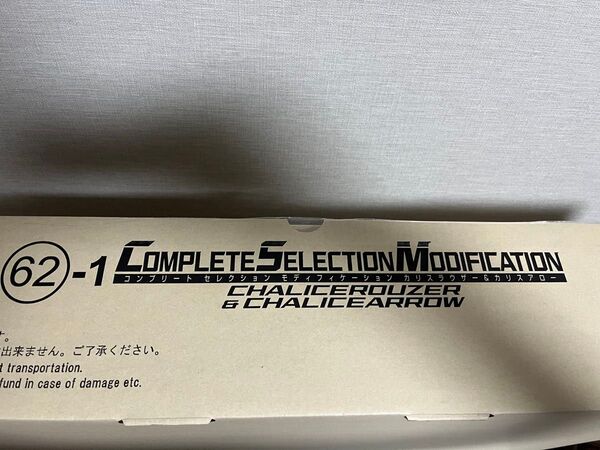 62-1 COMPLETE SELECTION MODIFICATION
コンプリート セレクション モディフィケーション カリスラウザー&カリスアロー
CHALICEROUZER
& CHALICEARROW
す。
出来ません。ご了承ください。
t transportation.
fund in case of damage etc.